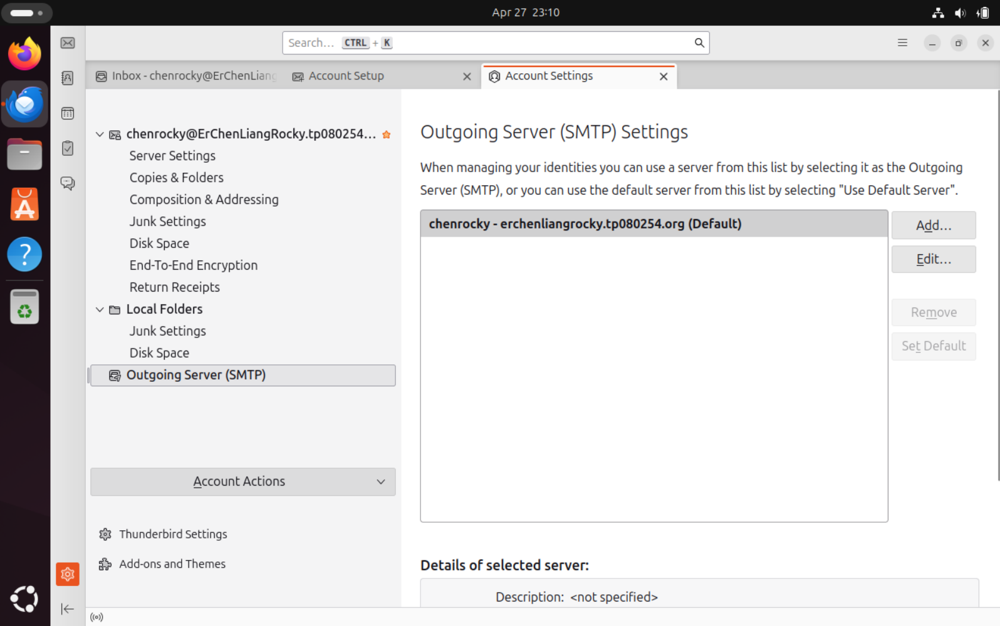 Apr 27 23:10
Search... CTRL + K
Inbox - chenrocky@ErChenLiang
Account Setup
Account Settings
chenrocky@ErChenLiangRocky.tp080254...
Server Settings
Copies & Folders
Composition & Addressing
Junk Settings
Disk Space
End-To-End Encryption
Return Receipts
Local Folders
Junk Settings
Disk Space
Outgoing Server (SMTP)
Account Actions
Thunderbird Settings
Add-ons and Themes
Outgoing Server (SMTP) Settings
When managing your identities you can use a server from this list by selecting it as the Outgoing
Server (SMTP), or you can use the default server from this list by selecting "Use Default Server".
chenrocky - erchenliangrocky.tp080254.org (Default)
Add...
Edit...
Remove
Set Default
Details of selected server:
Description: <not specified>